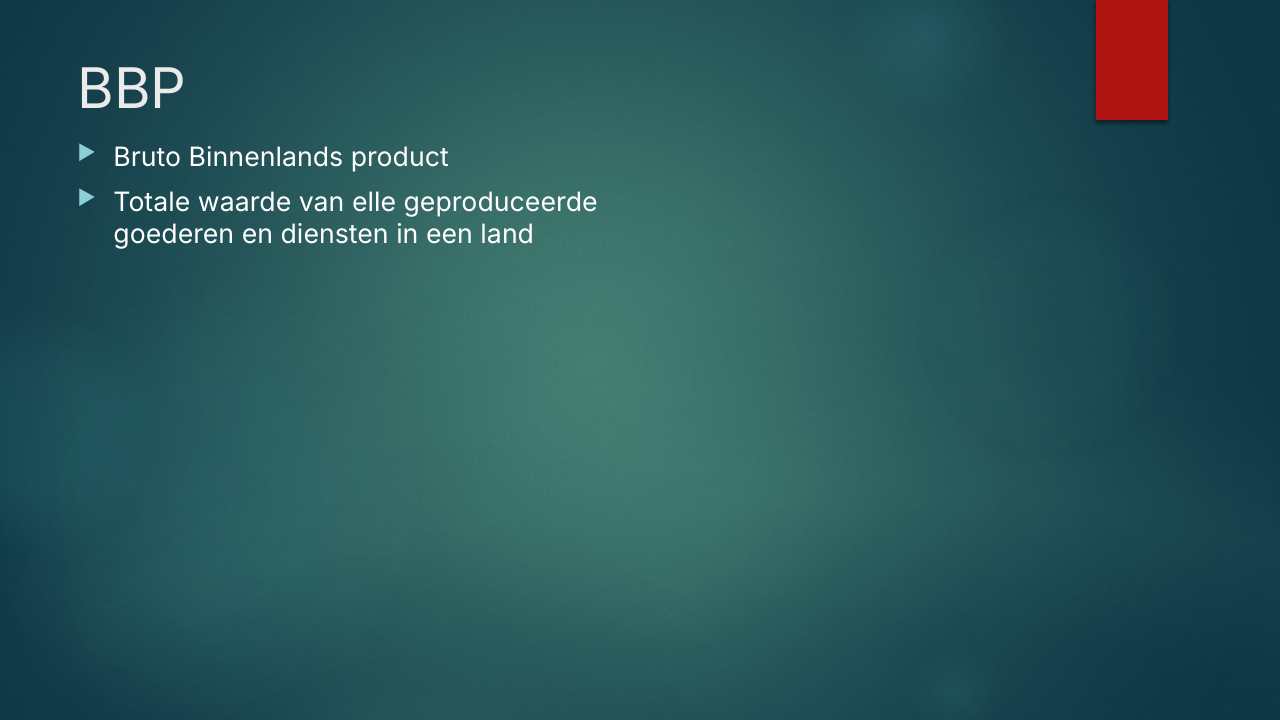 BBP
Bruto Binnenlands product
Totale waarde van elle geproduceerde
goederen en diensten in een land